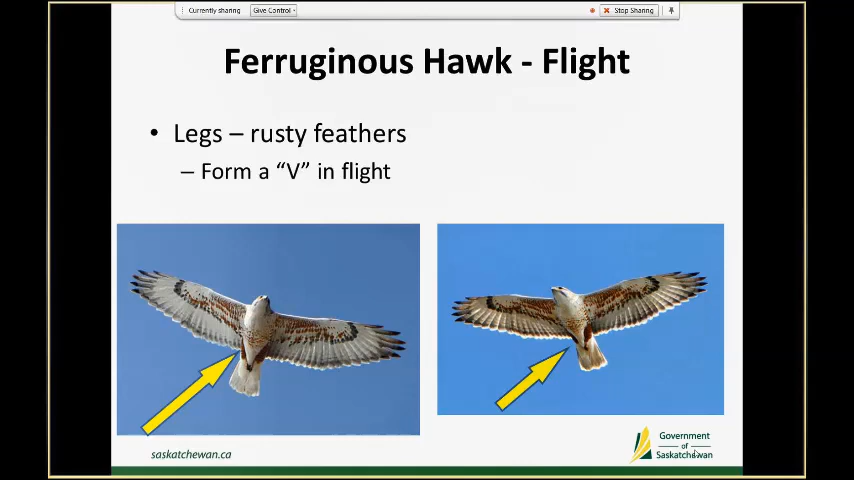 Currently sharing Give Control Stop Sharing
Ferruginous Hawk - Flight
• Legs – rusty feathers
– Form a “V” in flight
saskatchewan.ca
Government
of
Saskatchewan